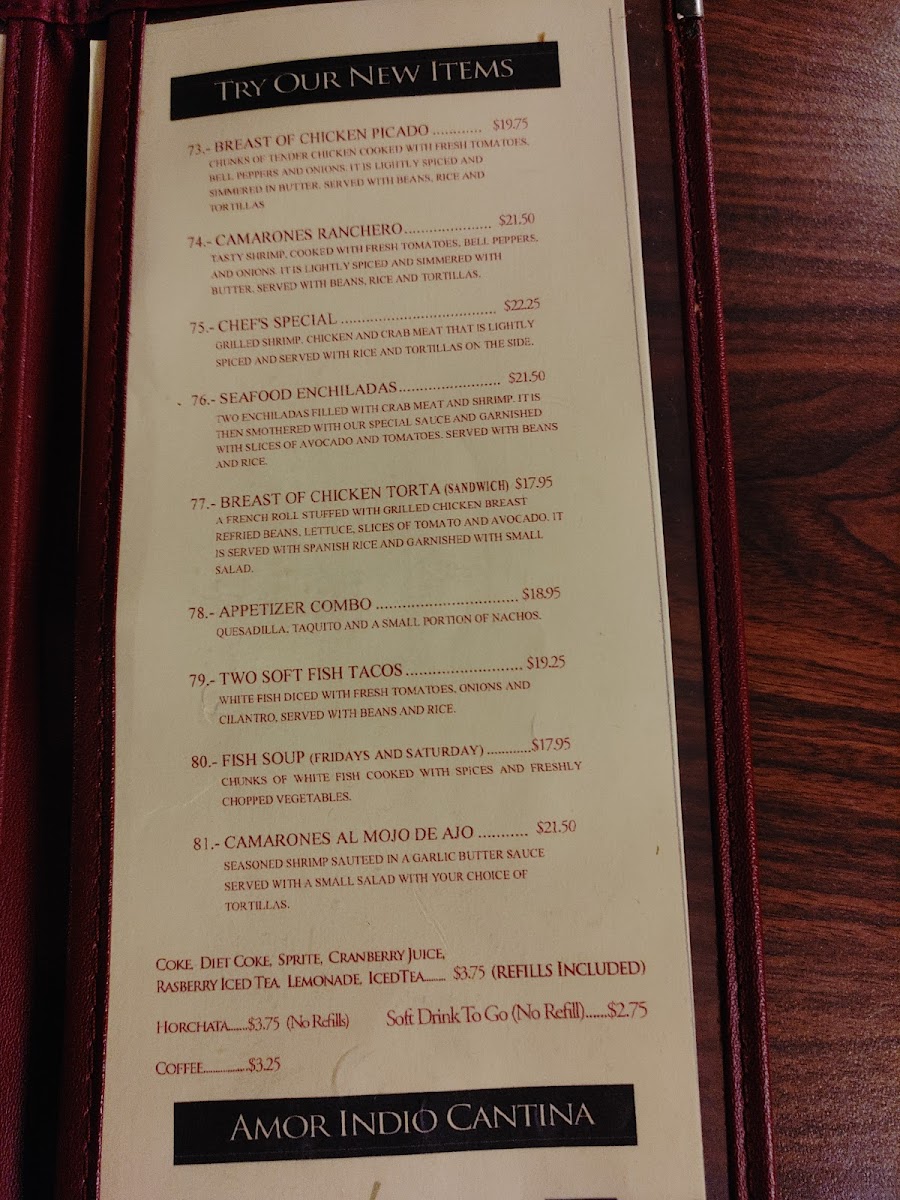 TRY OUR NEW ITEMS
73.- BREAST OF CHICKEN PICADO ............ $19.75
CHUNKS OF TENDER CHICKEN COOKED WITH FRESH TOMATOES,
BELL PEPPERS AND ONIONS. IT IS LIGHTLY SPICED AND
SIMMERED IN BUTTER. SERVED WITH BEANS, RICE AND
TORTILLAS
74.- CAMARONES RANCHERO..................... $21.50
TASTY SHRIMP, COOKED WITH FRESH TOMATOES, BELL PEPPERS,
AND ONIONS. IT IS LIGHTLY SPICED AND SIMMERED WITH
BUTTER. SERVED WITH BEANS, RICE AND TORTILLAS.
75.- CHEF'S SPECIAL ................................... $22.25
GRILLED SHRIMP, CHICKEN AND CRAB MEAT THAT IS LIGHTLY
SPICED AND SERVED WITH RICE AND TORTILLAS ON THE SIDE.
76.- SEAFOOD ENCHILADAS....................... $21.50
TWO ENCHILADAS FILLED WITH CRAB MEAT AND SHRIMP. IT IS
THEN SMOTHERED WITH OUR SPECIAL SAUCE AND GARNISHED
WITH SLICES OF AVOCADO AND TOMATOES. SERVED WITH BEANS
AND RICE.
77.- BREAST OF CHICKEN TORTA (SANDWICH) $17.95
A FRENCH ROLL STUFFED WITH GRILLED CHICKEN BREAST
REFRIED BEANS, LETTUCE, SLICES OF TOMATO AND AVOCADO. IT
IS SERVED WITH SPANISH RICE AND GARNISHED WITH SMALL
SALAD.
78.- APPETIZER COMBO ................................ $18.95
QUESADILLA, TAQUITO AND A SMALL PORTION OF NACHOS.
79.- TWO SOFT FISH TACOS .......................... $19.25
WHITE FISH DICED WITH FRESH TOMATOES, ONIONS AND
CILANTRO, SERVED WITH BEANS AND RICE.
80.- FISH SOUP (FRIDAYS AND SATURDAY) ............$17.95
CHUNKS OF WHITE FISH COOKED WITH SPICES AND FRESHLY
CHOPPED VEGETABLES.
81.- CAMARONES AL MOJO DE AJO ........... $21.50
SEASONED SHRIMP SAUTEED IN A GARLIC BUTTER SAUCE
SERVED WITH A SMALL SALAD WITH YOUR CHOICE OF
TORTILLAS.
COKE, DIET COKE, SPRITE, CRANBERRY JUICE,
RASBERRY ICED TEA, LEMONADE, ICED TEA....... $3.75 (REFILLS INCLUDED)
HORCHATA......$3.75 (No Refills) Soft Drink To Go (No Refill)......$2.75
COFFEE................$3.25
AMOR INDIO CANTINA